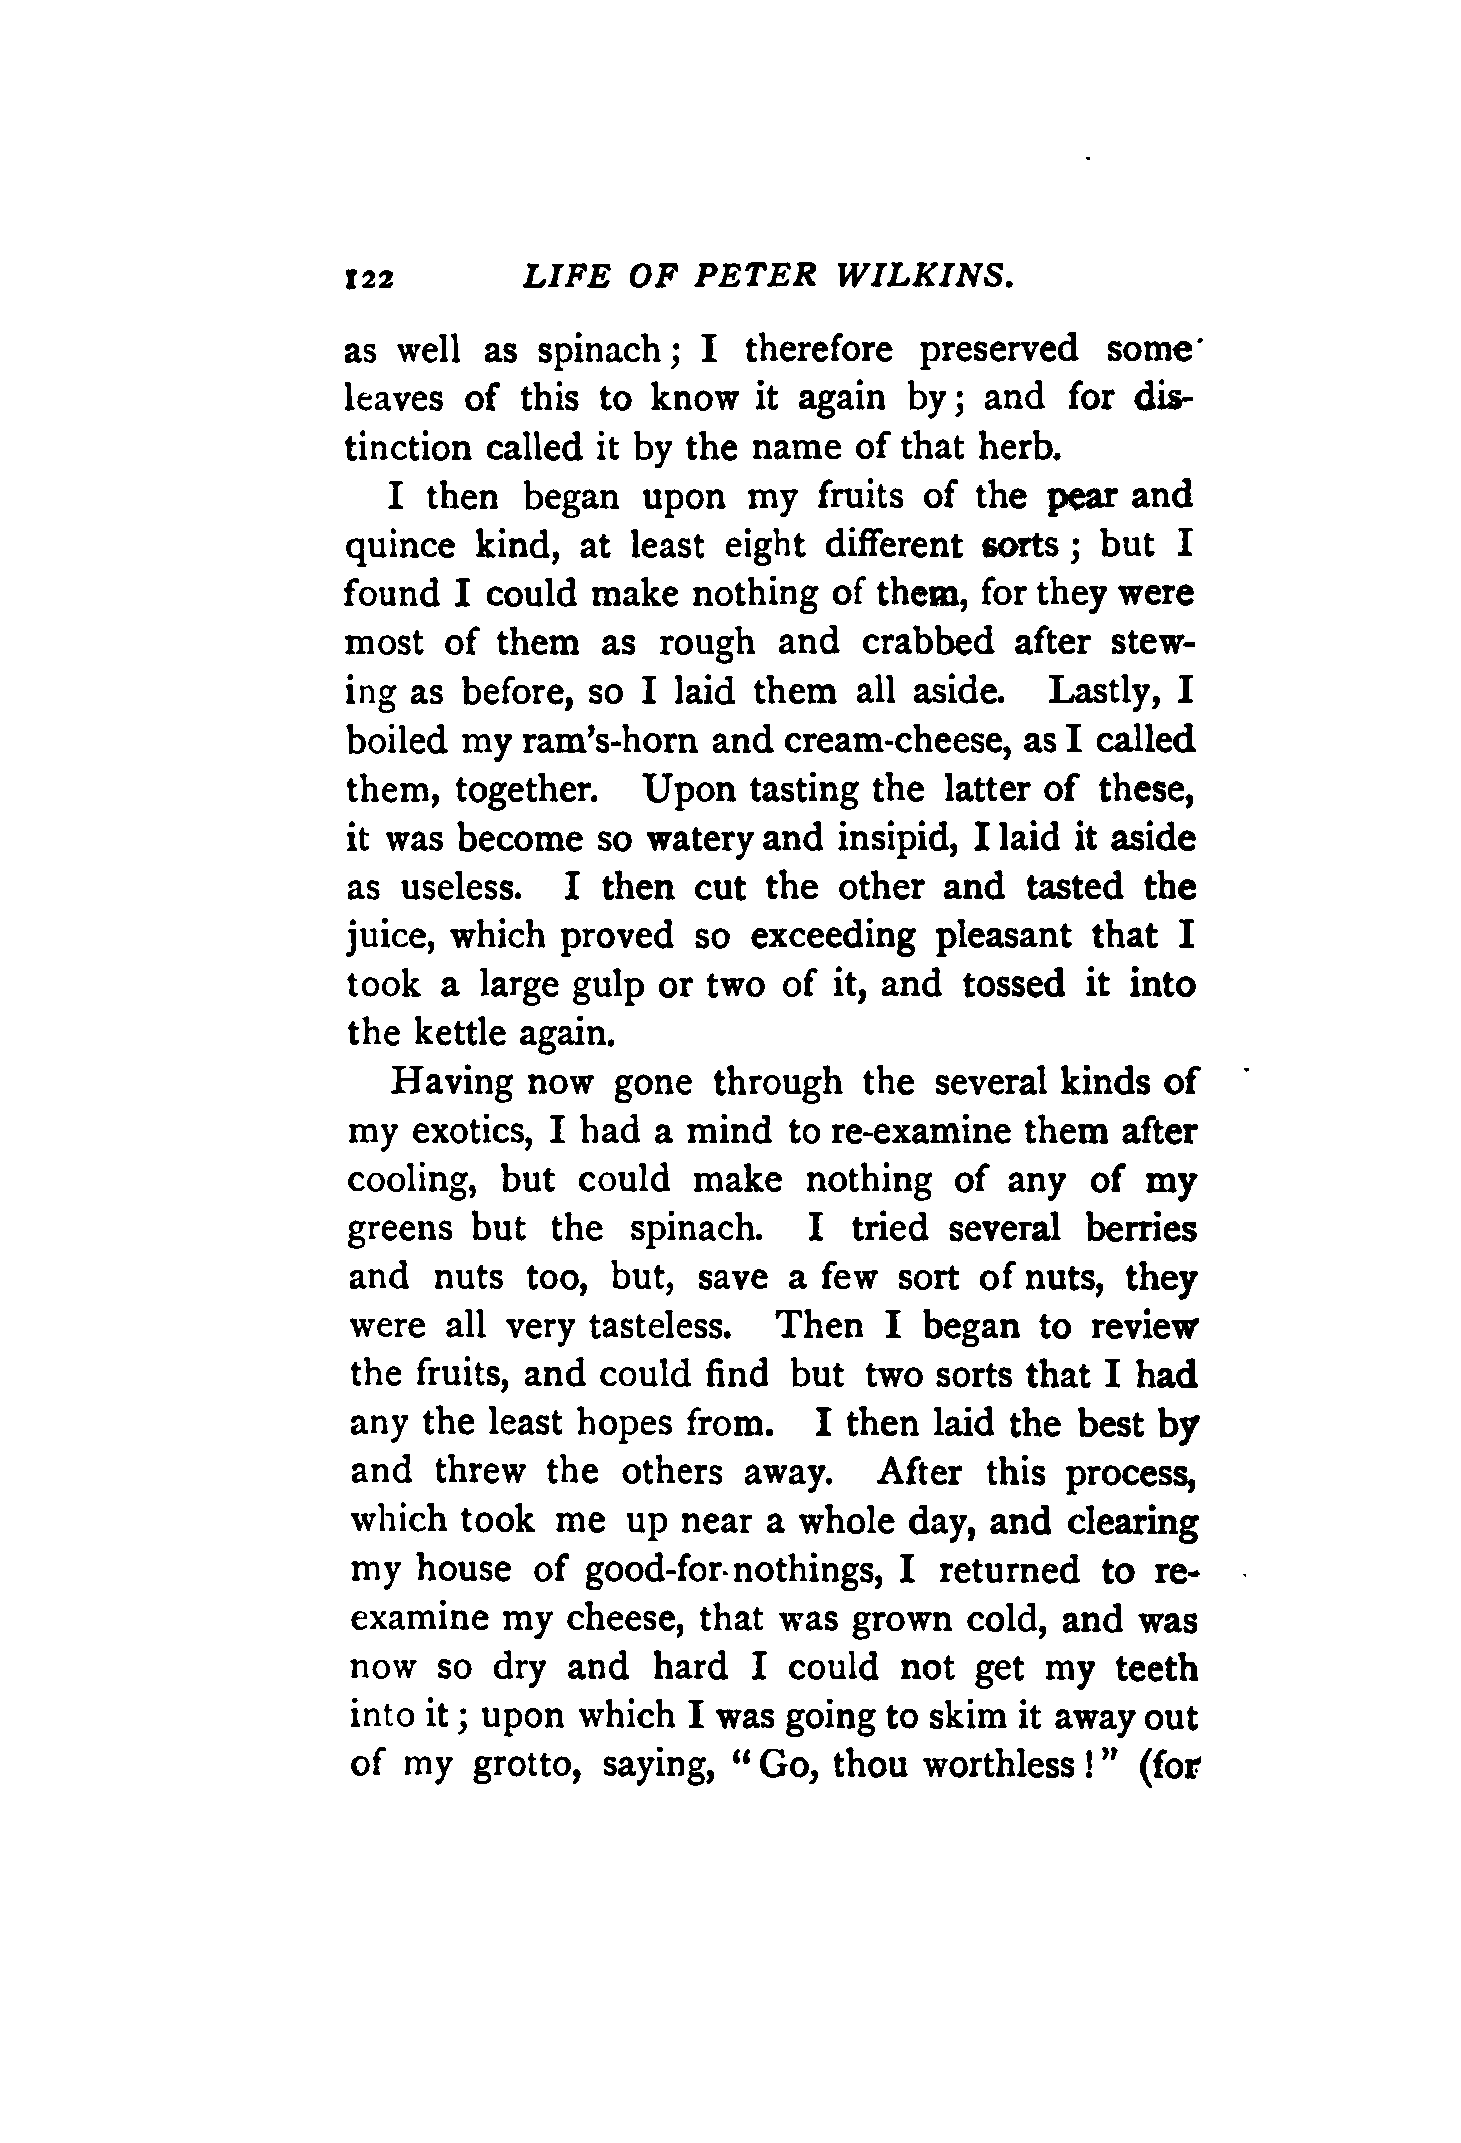 122 LIFE OF PETER WILKINS.
as well as spinach; I therefore preserved some
leaves of this to know it again by; and for dis-
tinction called it by the name of that herb.
I then began upon my fruits of the pear and
quince kind, at least eight different sorts; but I
found I could make nothing of them, for they were
most of them as rough and crabbed after stew-
ing as before, so I laid them all aside. Lastly, I
boiled my ram's-horn and cream-cheese, as I called
them, together. Upon tasting the latter of these,
it was become so watery and insipid, I laid it aside
as useless. I then cut the other and tasted the
juice, which proved so exceeding pleasant that I
took a large gulp or two of it, and tossed it into
the kettle again.
Having now gone through the several kinds of
my exotics, I had a mind to re-examine them after
cooling, but could make nothing of any of my
greens but the spinach. I tried several berries
and nuts too, but, save a few sort of nuts, they
were all very tasteless. Then I began to review
the fruits, and could find but two sorts that I had
any the least hopes from. I then laid the best by
and threw the others away. After this process,
which took me up near a whole day, and clearing
my house of good-for-nothings, I returned to re-
examine my cheese, that was grown cold, and was
now so dry and hard I could not get my teeth
into it; upon which I was going to skim it away out
of my grotto, saying, "Go, thou worthless!" (for